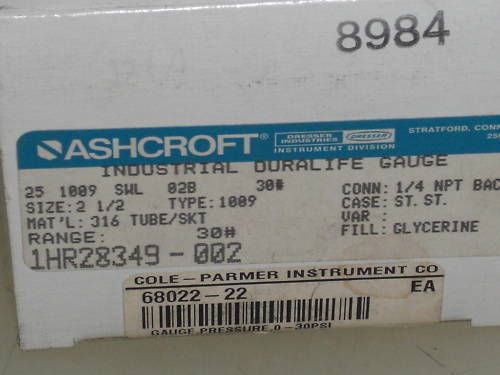 8984
ASHCROFT®
DRESSER INDUSTRIES
DRESSER
INSTRUMENT DIVISION
STRATFORD, CONN
INDUSTRIAL DURALIFE GAUGE
25 1009 SWL 02B 30#
SIZE:2 1/2 TYPE:1009
MAT'L: 316 TUBE/SKT
RANGE: 30#
1HR28349-002
CONN: 1/4 NPT BAC
CASE: ST. ST.
VAR :
FILL: GLYCERINE
COLE-PARMER INSTRUMENT CO
68022-22
EA
GAUGE PRESSURE 0-30PSI